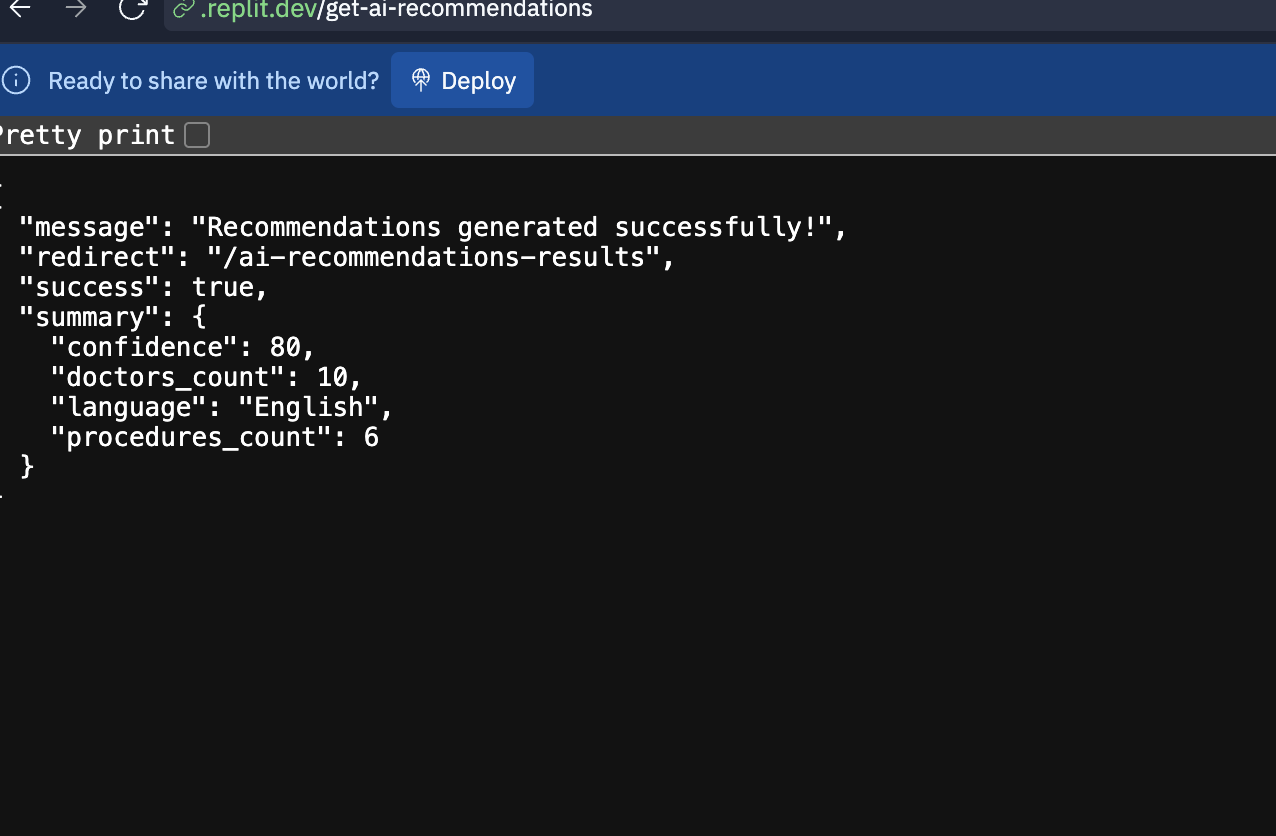 .replit.dev/get-ai-recommendations
Ready to share with the world? Deploy
Pretty print
{
"message": "Recommendations generated successfully!",
"redirect": "/ai-recommendations-results",
"success": true,
"summary": {
"confidence": 80,
"doctors_count": 10,
"language": "English",
"procedures_count": 6
}
}